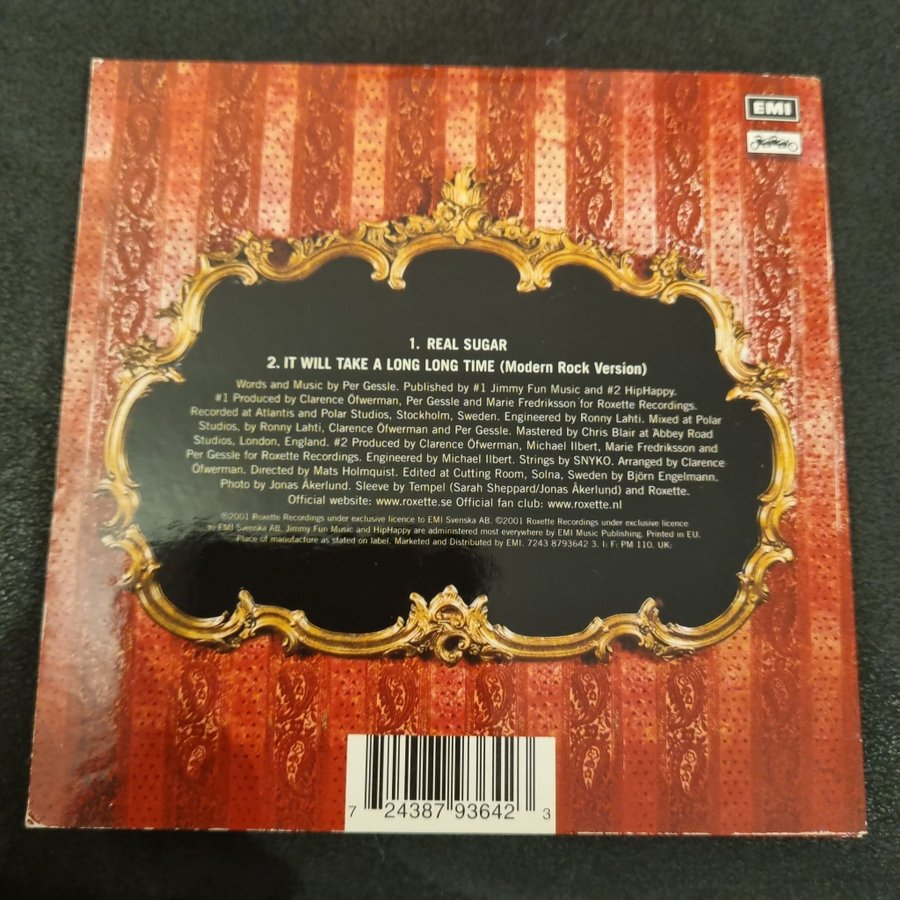 EMI
1. REAL SUGAR
2. IT WILL TAKE A LONG LONG TIME (Modern Rock Version)
Words and Music by Per Gessle. Published by #1 Jimmy Fun Music and #2 HipHappy.
#1 Produced by Clarence Öfwerman, Per Gessle and Marie Fredriksson for Roxette Recordings.
Recorded at Atlantis and Polar Studios, Stockholm, Sweden. Engineered by Ronny Lahti. Mixed at Polar
Studios, by Ronny Lahti, Clarence Öfwerman and Per Gessle. Mastered by Chris Blair at Abbey Road
Studios, London, England. #2 Produced by Clarence Öfwerman, Michael Ilbert, Marie Fredriksson and
Per Gessle for Roxette Recordings. Engineered by Michael Ilbert. Strings by SNYKO. Arranged by Clarence
Öfwerman. Directed by Mats Holmquist. Edited at Cutting Room, Solna, Sweden by Björn Engelmann.
Photo by Jonas Åkerlund. Sleeve by Tempel (Sarah Sheppard/Jonas Åkerlund) and Roxette.
Official website: www.roxette.se Official fan club: www.roxette.nl
℗2001 Roxette Recordings under exclusive licence to EMI Svenska AB. ©2001 Roxette Recordings under exclusive licence
to EMI Svenska AB. Jimmy Fun Music and HipHappy are administered most everywhere by EMI Music Publishing. Printed in EU.
Place of manufacture as stated on label. Marketed and Distributed by EMI. 7243 8793642 3. I: F: PM 110. UK:
7 24387 93642 3